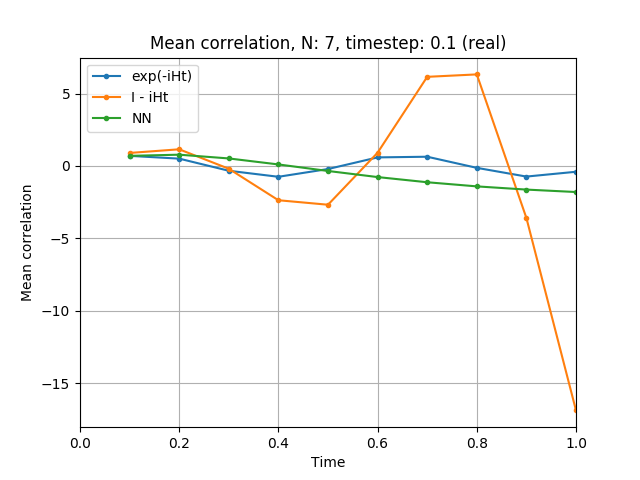 Mean correlation, N: 7, timestep: 0.1 (real)
exp(-iHt)
I - iHt
NN
Mean correlation
5
0
−5
−10
−15
0.0
0.2
0.4
0.6
0.8
1.0
Time